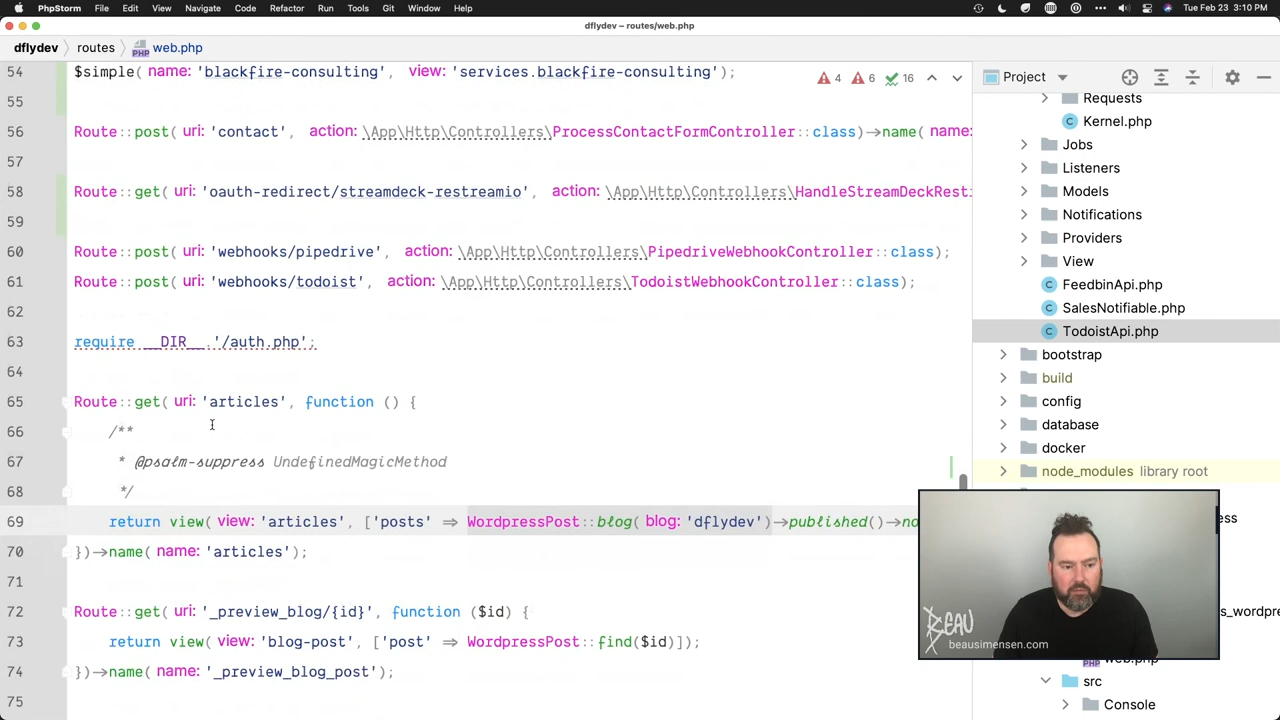 PhpStorm File Edit View Navigate Code Refactor Run Tools Git Window Help Tue Feb 23 3:10 PM
dflydev – routes/web.php
dflydev routes web.php
54 $simple( name: 'blackfire-consulting', view: 'services.blackfire-consulting');
4 6 16
55
56 Route::post( uri: 'contact', action: \App\Http\Controllers\ProcessContactFormController::class)->name( name:
57
58 Route::get( uri: 'oauth-redirect/streamdeck-restreamio', action: \App\Http\Controllers\HandleStreamDeckResti
59
60 Route::post( uri: 'webhooks/pipedrive', action: \App\Http\Controllers\PipedriveWebhookController::class);
61 Route::post( uri: 'webhooks/todoist', action: \App\Http\Controllers\TodoistWebhookController::class);
62
63 require __DIR__.'/auth.php';
64
65 Route::get( uri: 'articles', function () {
66 /**
67 * @psalm-suppress UndefinedMagicMethod
68 */
69 return view( view: 'articles', ['posts' => WordpressPost::blog( blog: 'dflydev')->published()->no
70 })->name( name: 'articles');
71
72 Route::get( uri: '_preview_blog/{id}', function ($id) {
73 return view( view: 'blog-post', ['post' => WordpressPost::find($id)]);
74 })->name( name: '_preview_blog_post');
75
Project
Requests
Kernel.php
Jobs
Listeners
Models
Notifications
Providers
View
FeedbinApi.php
SalesNotifiable.php
TodoistApi.php
bootstrap
build
config
database
docker
node_modules library root
ss
s_wordpre
web.php
src
Console
BEAU
beausimensen.com